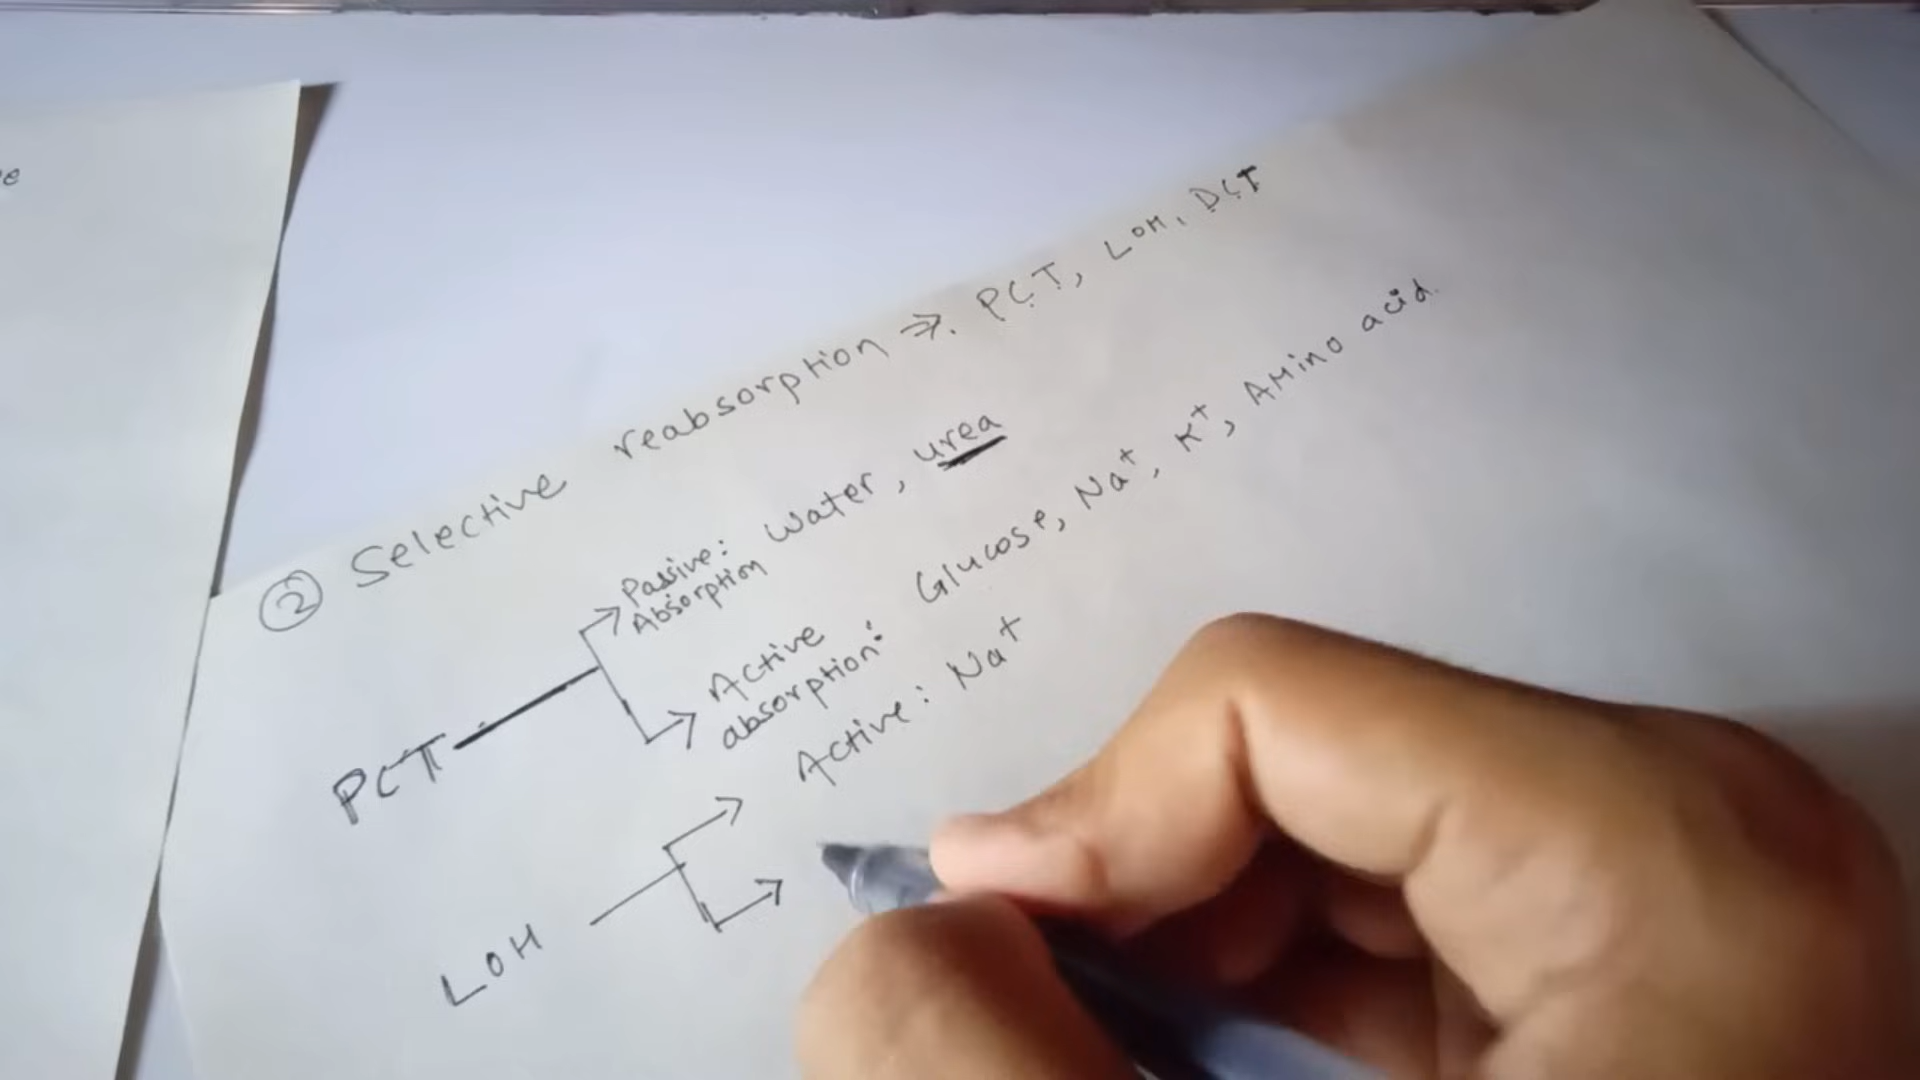 ② Selective reabsorption ⇒. PCT, LOH, DCT
Passive: Water, urea
Absorption
Active
absorption: Glucose, Na⁺, K⁺, Amino acid.
PCT
Active: Na⁺
LOH